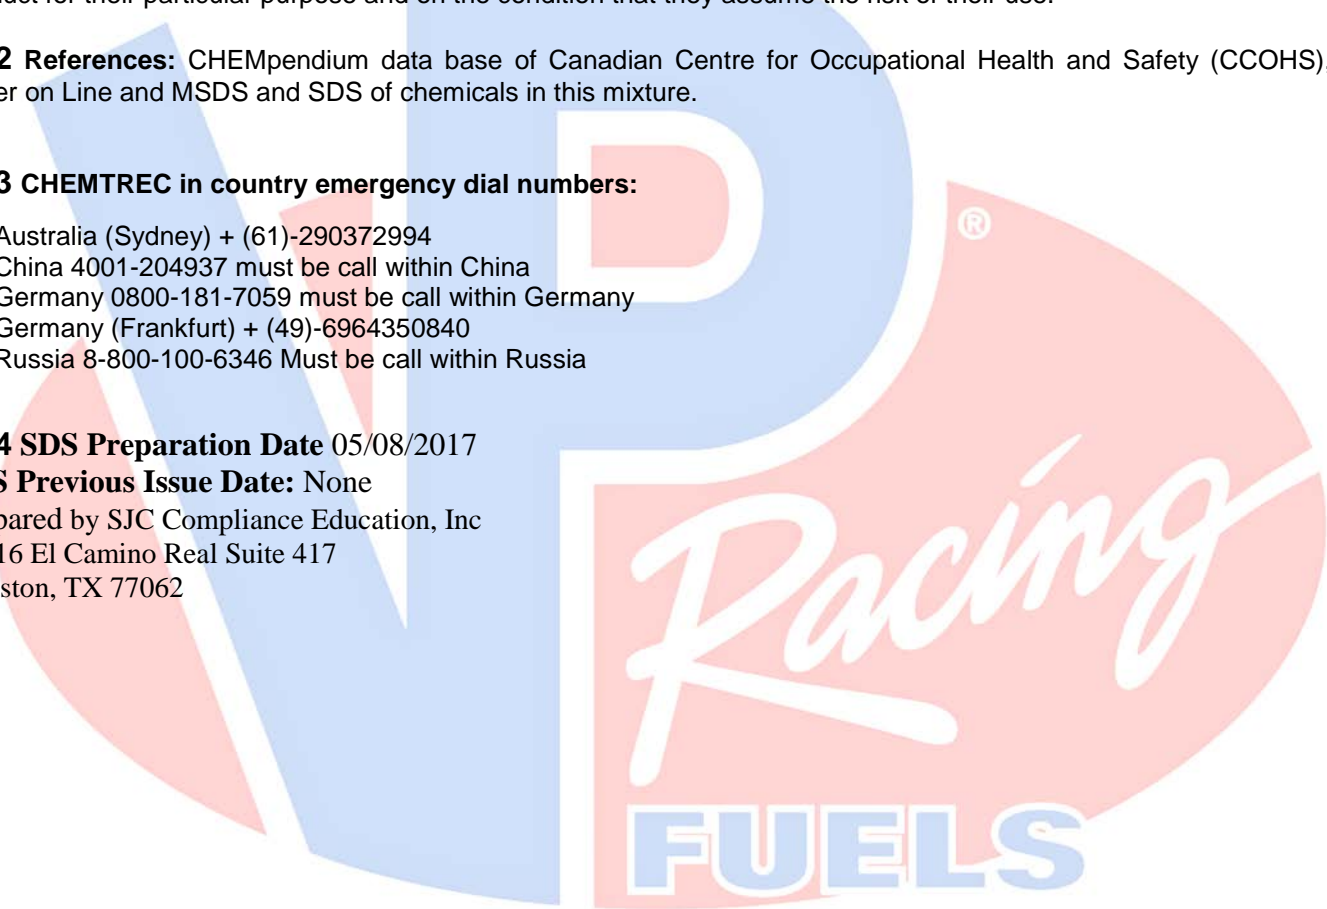 duct for their particular purpose and on the condition that they assume the risk of their use.
2 References: CHEMpendium data base of Canadian Centre for Occupational Health and Safety (CCOHS),
er on Line and MSDS and SDS of chemicals in this mixture.
3 CHEMTREC in country emergency dial numbers:
Australia (Sydney) + (61)-290372994
China 4001-204937 must be call within China
Germany 0800-181-7059 must be call within Germany
Germany (Frankfurt) + (49)-6964350840
Russia 8-800-100-6346 Must be call within Russia
4 SDS Preparation Date 05/08/2017
S Previous Issue Date: None
pared by SJC Compliance Education, Inc
16 El Camino Real Suite 417
ston, TX 77062
VP
®
Racing
FUELS